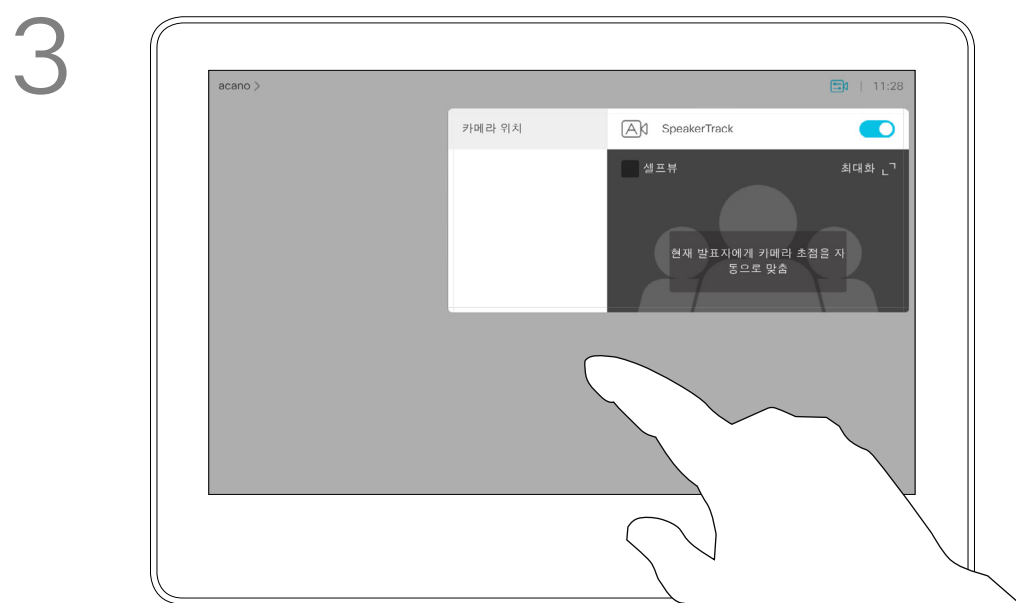 3
acano >
| 11:28
카메라 위치
A SpeakerTrack
셀프뷰
최대화
현재 발표자에게 카메라 초점을 자
동으로 맞춤